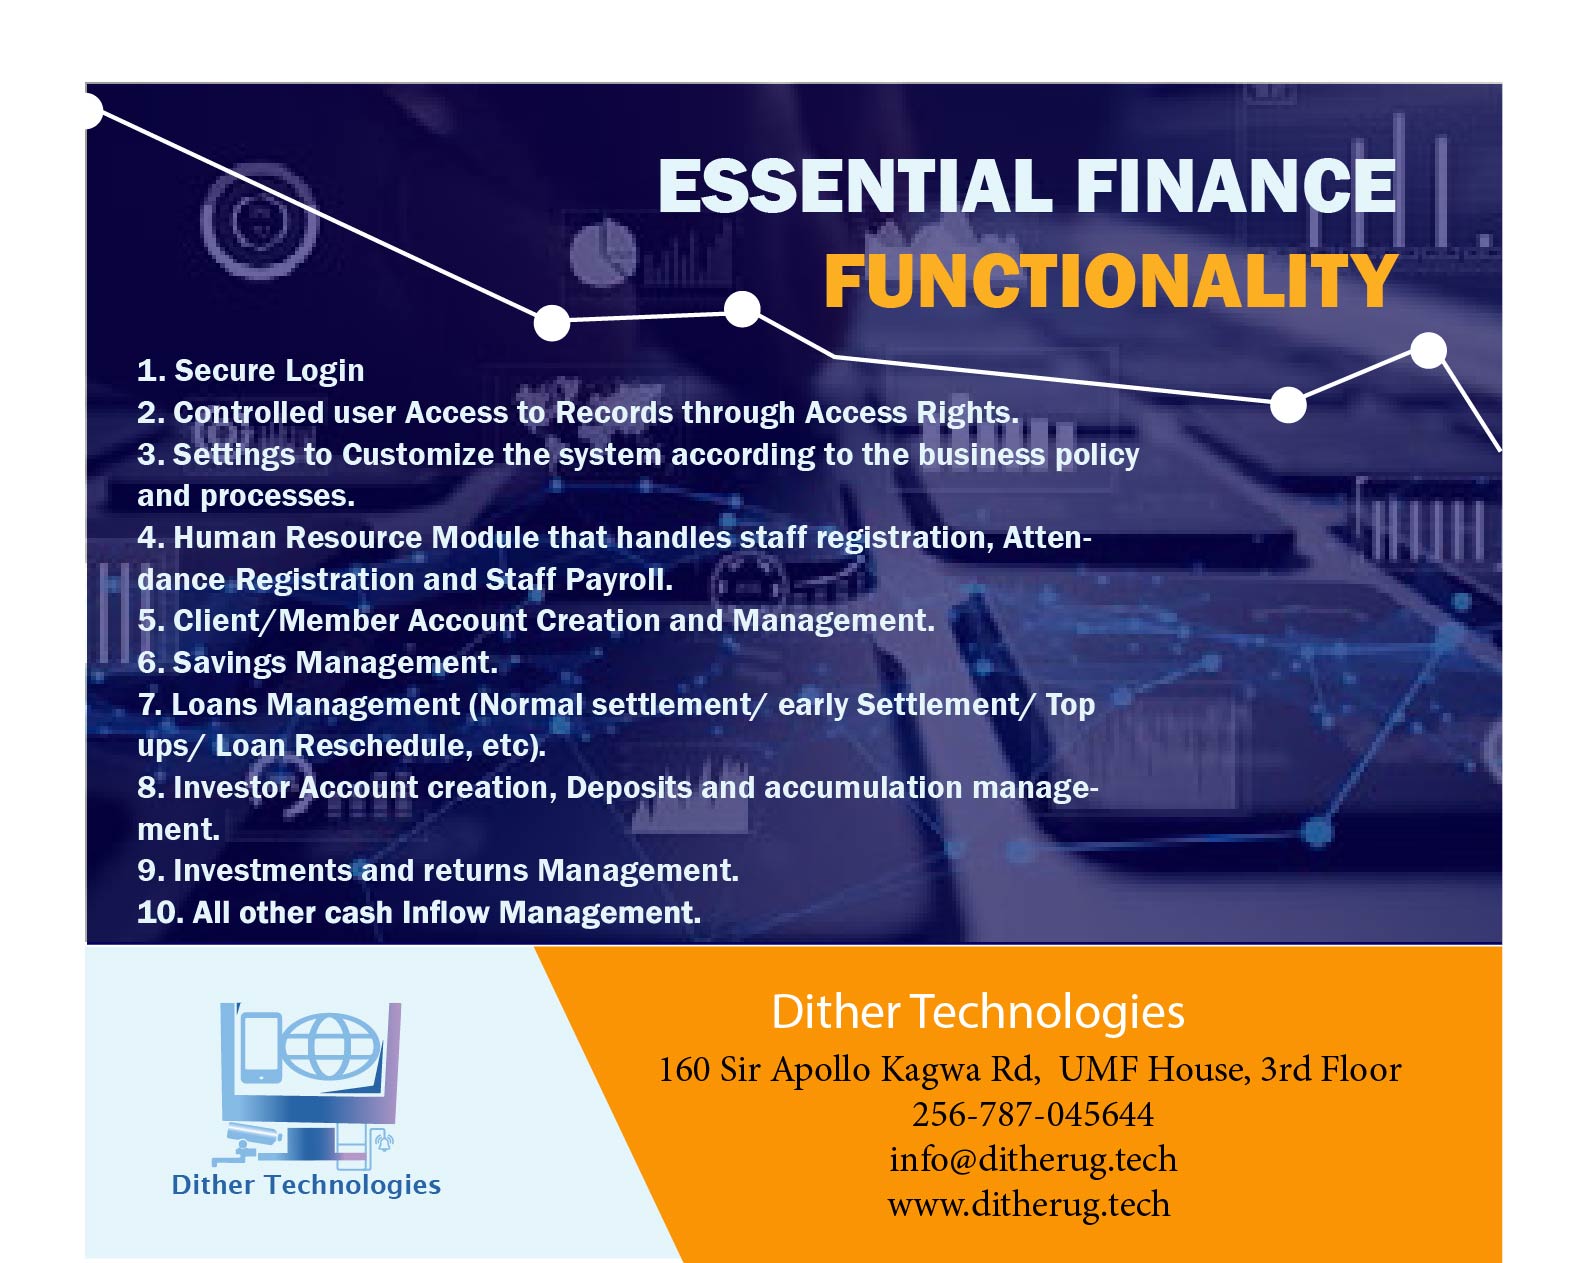 ESSENTIAL FINANCE
FUNCTIONALITY
1. Secure Login
2. Controlled user Access to Records through Access Rights.
3. Settings to Customize the system according to the business policy
and processes.
4. Human Resource Module that handles staff registration, Atten-
dance Registration and Staff Payroll.
5. Client/Member Account Creation and Management.
6. Savings Management.
7. Loans Management (Normal settlement/ early Settlement/ Top
ups/ Loan Reschedule, etc).
8. Investor Account creation, Deposits and accumulation manage-
ment.
9. Investments and returns Management.
10. All other cash Inflow Management.
Dither Technologies
Dither Technologies
160 Sir Apollo Kagwa Rd,  UMF House, 3rd Floor
256-787-045644
info@ditherug.tech
www.ditherug.tech